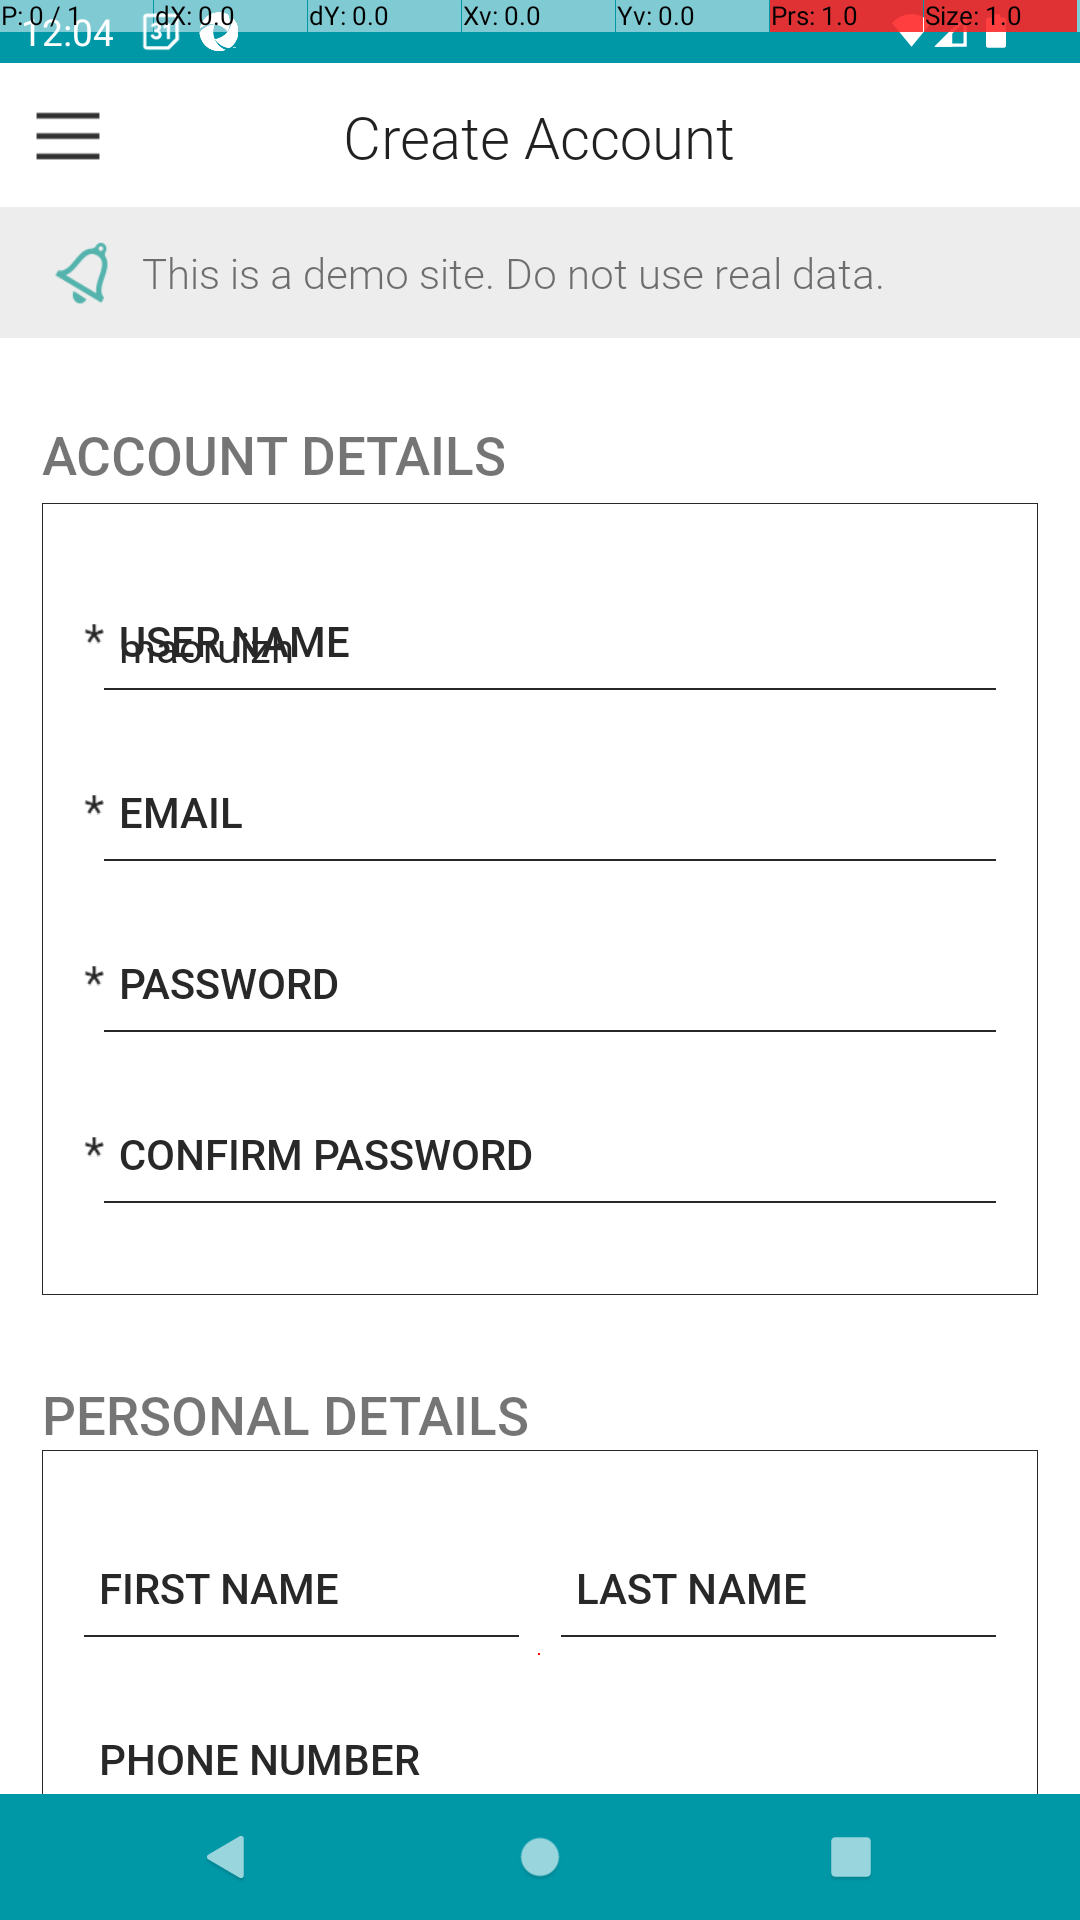 P: 0 / 1 dX: 0.0 dY: 0.0 Xv: 0.0 Yv: 0.0 Prs: 1.0 Size: 1.0
12:04 31
Create Account
This is a demo site. Do not use real data.
ACCOUNT DETAILS
* USER NAME
maoruizh
* EMAIL
* PASSWORD
* CONFIRM PASSWORD
PERSONAL DETAILS
FIRST NAME LAST NAME
PHONE NUMBER